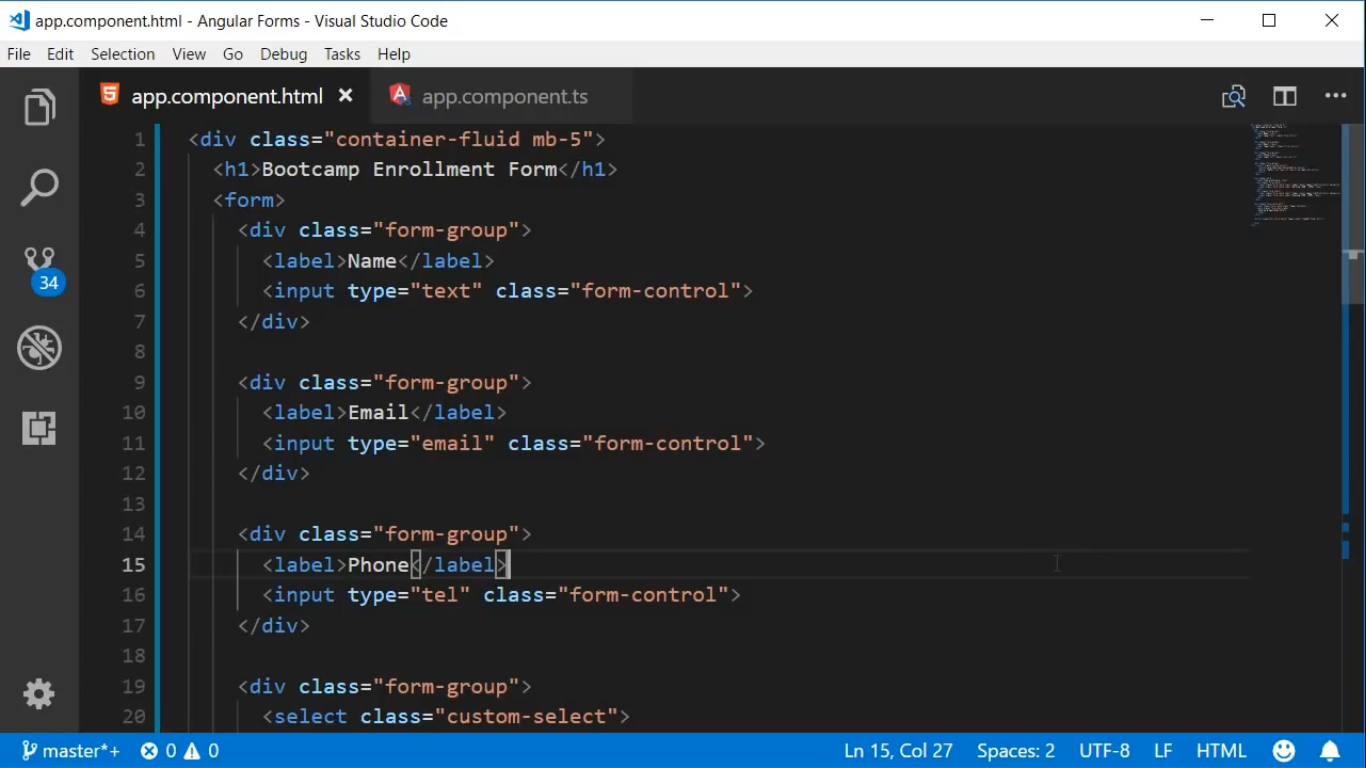 app.component.html - Angular Forms - Visual Studio Code
File Edit Selection View Go Debug Tasks Help
app.component.html app.component.ts
1 <div class="container-fluid mb-5">
2 <h1>Bootcamp Enrollment Form</h1>
3 <form>
4 <div class="form-group">
5 <label>Name</label>
6 <input type="text" class="form-control">
7 </div>
8
9 <div class="form-group">
10 <label>Email</label>
11 <input type="email" class="form-control">
12 </div>
13
14 <div class="form-group">
15 <label>Phone</label>
16 <input type="tel" class="form-control">
17 </div>
18
19 <div class="form-group">
20 <select class="custom-select">
34
master*+ 0 0 Ln 15, Col 27 Spaces: 2 UTF-8 LF HTML